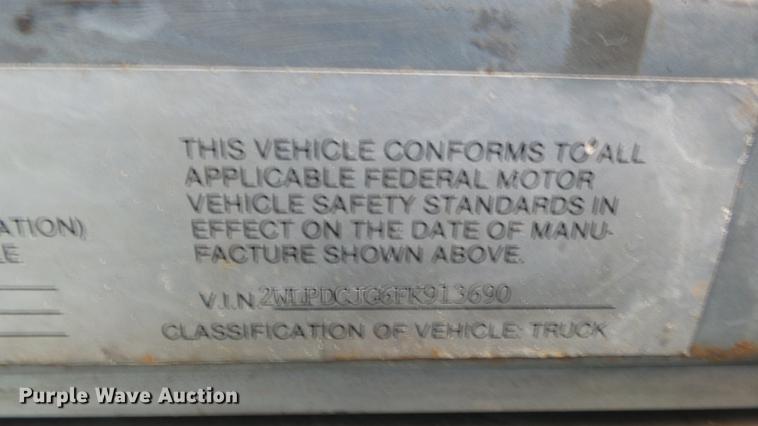 THIS VEHICLE CONFORMS TO ALL
APPLICABLE FEDERAL MOTOR
VEHICLE SAFETY STANDARDS IN
ATION) EFFECT ON THE DATE OF MANU-
LE FACTURE SHOWN ABOVE.
V.I.N. 2WLPDCJG6FK913690
CLASSIFICATION OF VEHICLE: TRUCK
Purple Wave Auction